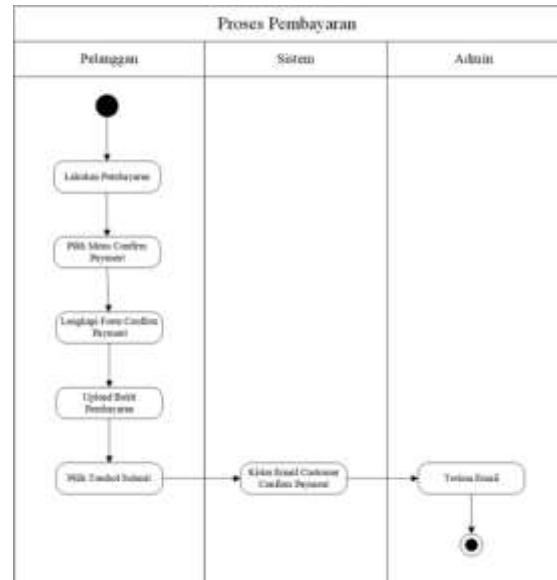 Proses Pembayaran
Pelanggan
Sistem
Admin
Lakukan Pembayaran
Pilih Menu Confirm
Payment
Lengkapi Form Confirm
Payment
Upload Bukti
Pembayaran
Pilih Tombol Submit
Kirim Email Customer
Confirm Payment
Terima Email